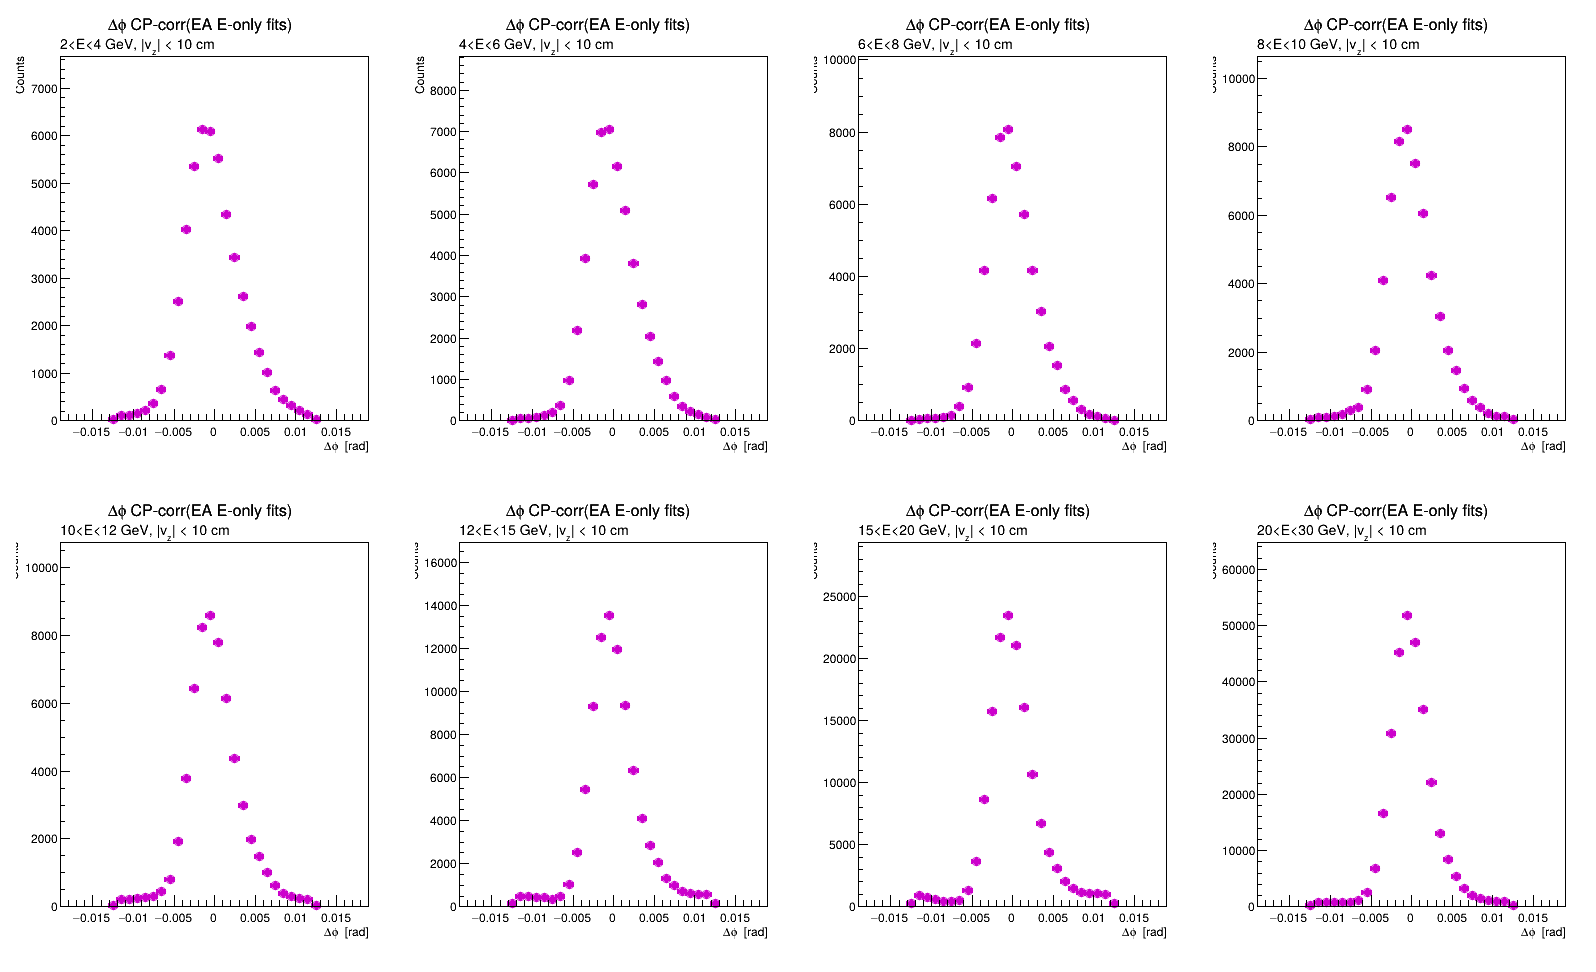 Δϕ CP-corr(EA E-only fits)
2<E<4 GeV, |vz| < 10 cm
Counts
7000
6000
5000
4000
3000
2000
1000
0
−0.015 −0.01 −0.005 0 0.005 0.01 0.015
Δϕ [rad]
Δϕ CP-corr(EA E-only fits)
4<E<6 GeV, |vz| < 10 cm
Counts
8000
7000
6000
5000
4000
3000
2000
1000
0
−0.015 −0.01 −0.005 0 0.005 0.01 0.015
Δϕ [rad]
Δϕ CP-corr(EA E-only fits)
6<E<8 GeV, |vz| < 10 cm
Counts
10000
8000
6000
4000
2000
0
−0.015 −0.01 −0.005 0 0.005 0.01 0.015
Δϕ [rad]
Δϕ CP-corr(EA E-only fits)
8<E<10 GeV, |vz| < 10 cm
Counts
10000
8000
6000
4000
2000
0
−0.015 −0.01 −0.005 0 0.005 0.01 0.015
Δϕ [rad]
Δϕ CP-corr(EA E-only fits)
10<E<12 GeV, |vz| < 10 cm
Counts
10000
8000
6000
4000
2000
0
−0.015 −0.01 −0.005 0 0.005 0.01 0.015
Δϕ [rad]
Δϕ CP-corr(EA E-only fits)
12<E<15 GeV, |vz| < 10 cm
Counts
16000
14000
12000
10000
8000
6000
4000
2000
0
−0.015 −0.01 −0.005 0 0.005 0.01 0.015
Δϕ [rad]
Δϕ CP-corr(EA E-only fits)
15<E<20 GeV, |vz| < 10 cm
Counts
25000
20000
15000
10000
5000
0
−0.015 −0.01 −0.005 0 0.005 0.01 0.015
Δϕ [rad]
Δϕ CP-corr(EA E-only fits)
20<E<30 GeV, |vz| < 10 cm
Counts
60000
50000
40000
30000
20000
10000
0
−0.015 −0.01 −0.005 0 0.005 0.01 0.015
Δϕ [rad]